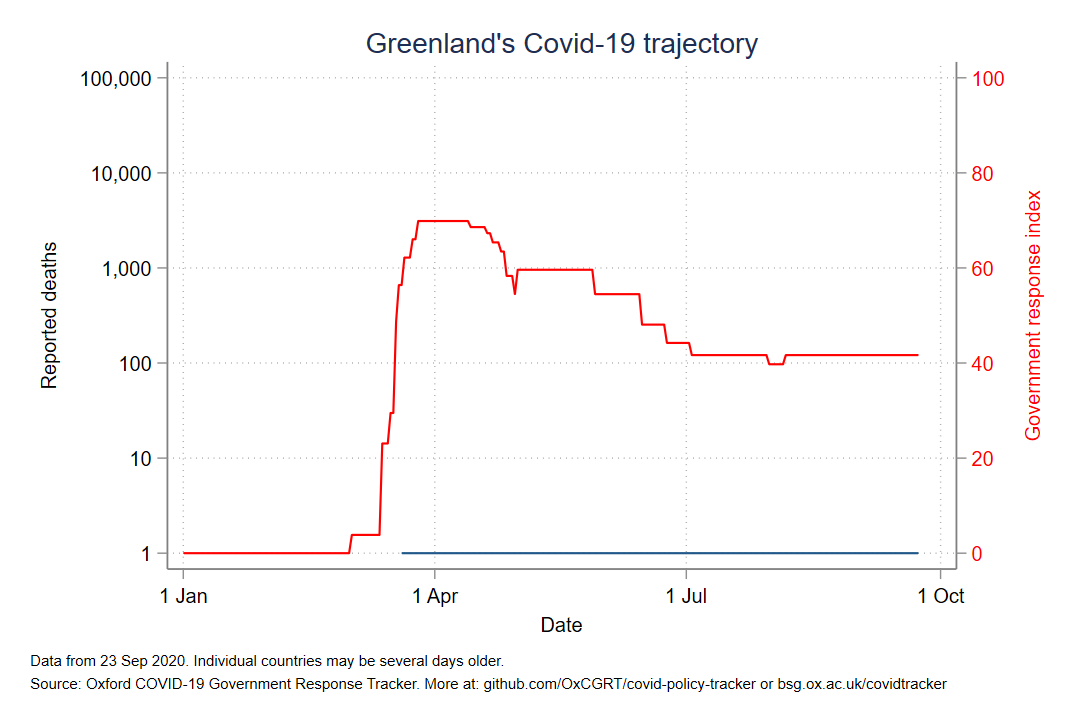 Greenland's Covid-19 trajectory
100,000
10,000
1,000
100
10
1
Reported deaths
100
80
60
40
20
0
Government response index
1 Jan
1 Apr
1 Jul
1 Oct
Date
Data from 23 Sep 2020. Individual countries may be several days older.
Source: Oxford COVID-19 Government Response Tracker. More at: github.com/OxCGRT/covid-policy-tracker or bsg.ox.ac.uk/covidtracker